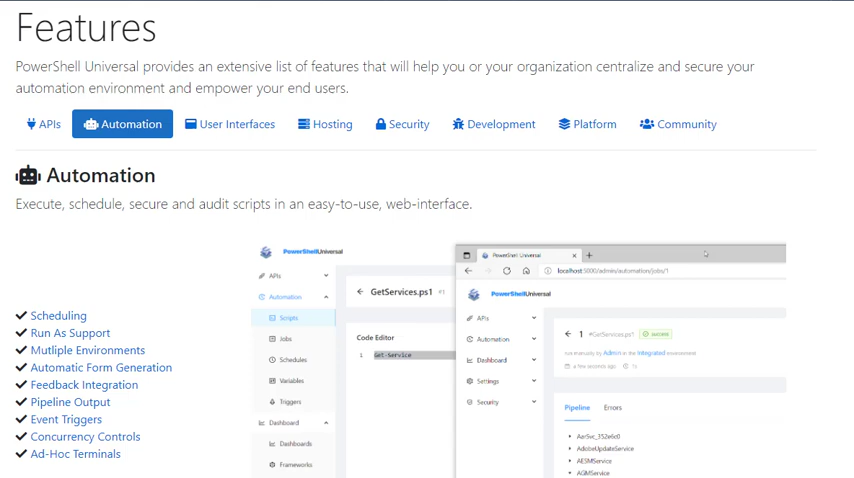 Features
PowerShell Universal provides an extensive list of features that will help you or your organization centralize and secure your
automation environment and empower your end users.
APIs Automation User Interfaces Hosting Security Development Platform Community
Automation
Execute, schedule, secure and audit scripts in an easy-to-use, web-interface.
Scheduling
Run As Support
Mutliple Environments
Automatic Form Generation
Feedback Integration
Pipeline Output
Event Triggers
Concurrency Controls
Ad-Hoc Terminals
PowerShellUniversal
APIs
Automation
Scripts
Jobs
Schedules
Variables
Triggers
Dashboard
Dashboards
Frameworks
GetServices.ps1 #1
Code Editor
1 Get-Service
PowerShell Universal
localhost:5000/admin/automation/jobs/1
PowerShellUniversal
APIs
Automation
Dashboard
Settings
Security
1 #GetServices.ps1 success
run manually by Admin in the Integrated environment
a few seconds ago 1s
Pipeline Errors
AarSvc_352e6c0
AdobeUpdateService
AESMService
AGMService